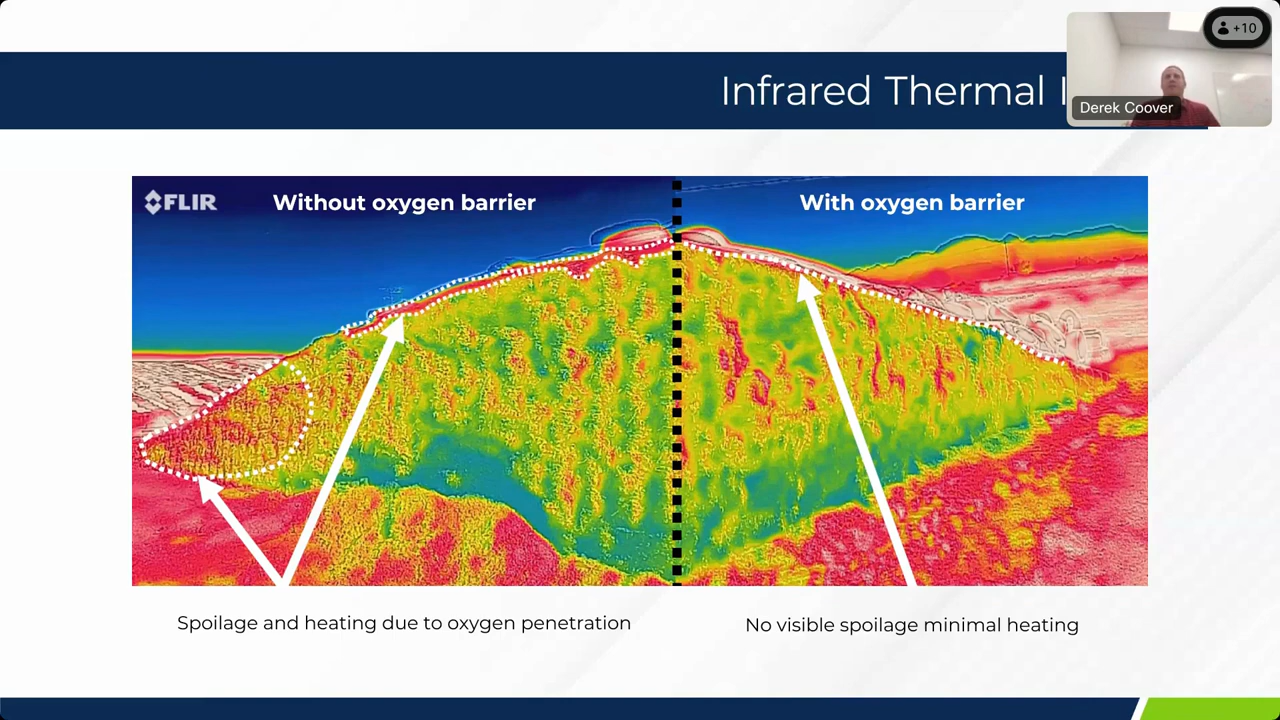 +10
Infrared Thermal
Derek Coover
FLIR
Without oxygen barrier
With oxygen barrier
Spoilage and heating due to oxygen penetration
No visible spoilage minimal heating